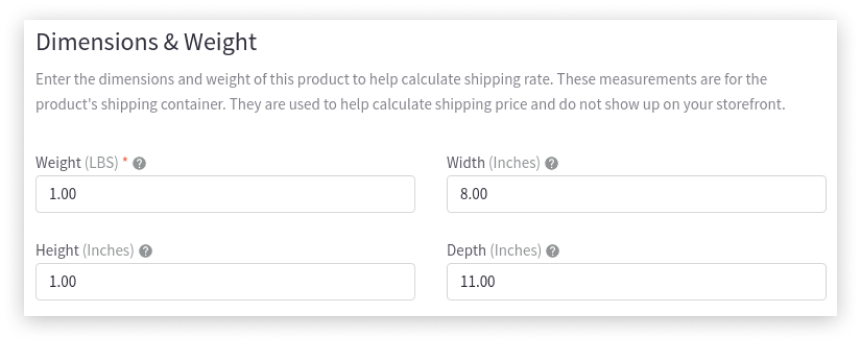 Dimensions & Weight
Enter the dimensions and weight of this product to help calculate shipping rate. These measurements are for the
product's shipping container. They are used to help calculate shipping price and do not show up on your storefront.
Weight (LBS) * ?
Width (Inches) ?
1.00
8.00
Height (Inches) ?
Depth (Inches) ?
1.00
11.00